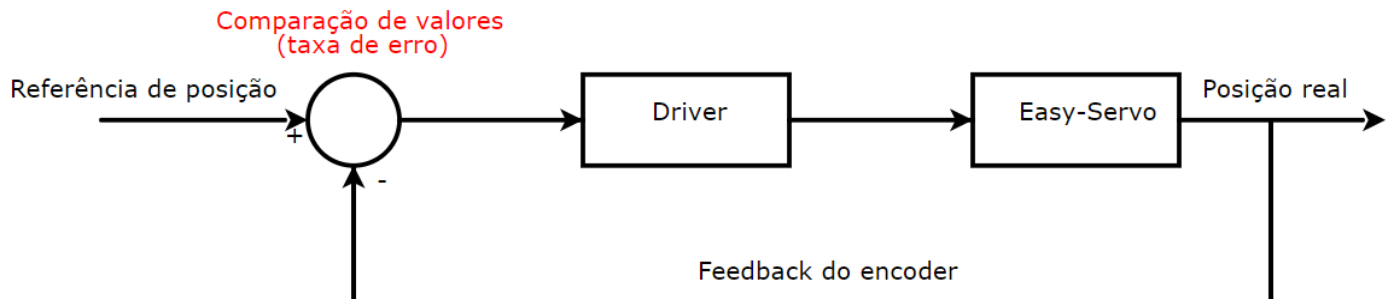 Comparação de valores
(taxa de erro)
Referência de posição
Driver
Easy-Servo
Posição real
+
-
Feedback do encoder